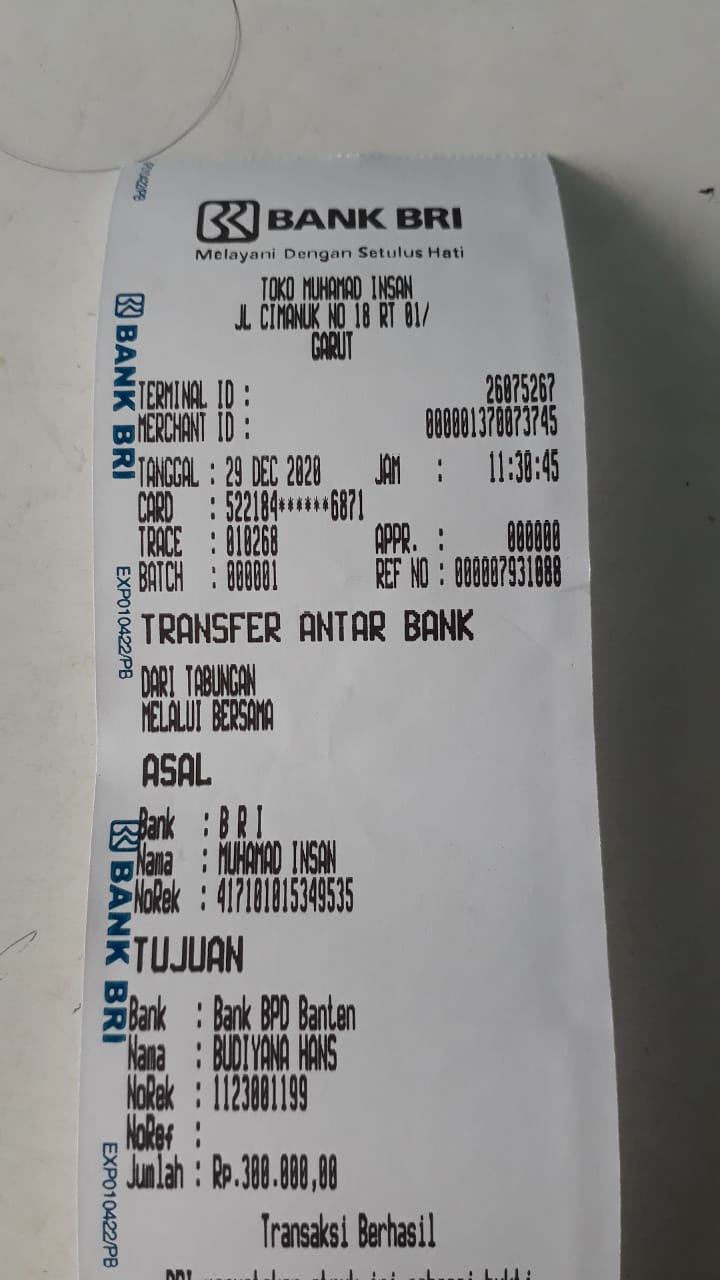 BANK BRI
Melayani Dengan Setulus Hati
TOKO MUHAMAD INSAN
JL CIMANUK NO 18 RT 01/
GARUT
TERMINAL ID : 26075267
MERCHANT ID : 000001370073745
TANGGAL : 29 DEC 2020 JAM : 11:30:45
CARD : 522184******6871
TRACE : 010268 APPR. : 000000
BATCH : 000001 REF NO : 000007931088
TRANSFER ANTAR BANK
DARI TABUNGAN
MELALUI BERSAMA
ASAL
Bank : B R I
Nama : MUHAMAD INSAN
NoRek : 417101015349535
TUJUAN
Bank : Bank BPD Banten
Nama : BUDIYANA HANS
NoRek : 1123001199
NoRef :
Jumlah : Rp.300.000,00
Transaksi Berhasil
BANK BRI
EXP010422/PB
BANK BRI
EXP010422/PB